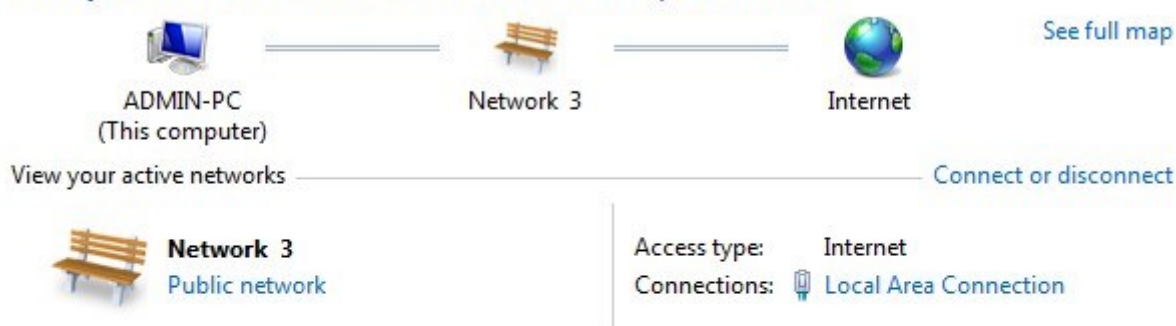 See full map
ADMIN-PC
(This computer)
Network 3
Internet
View your active networks
Connect or disconnect
Network 3
Public network
Access type: Internet
Connections: Local Area Connection